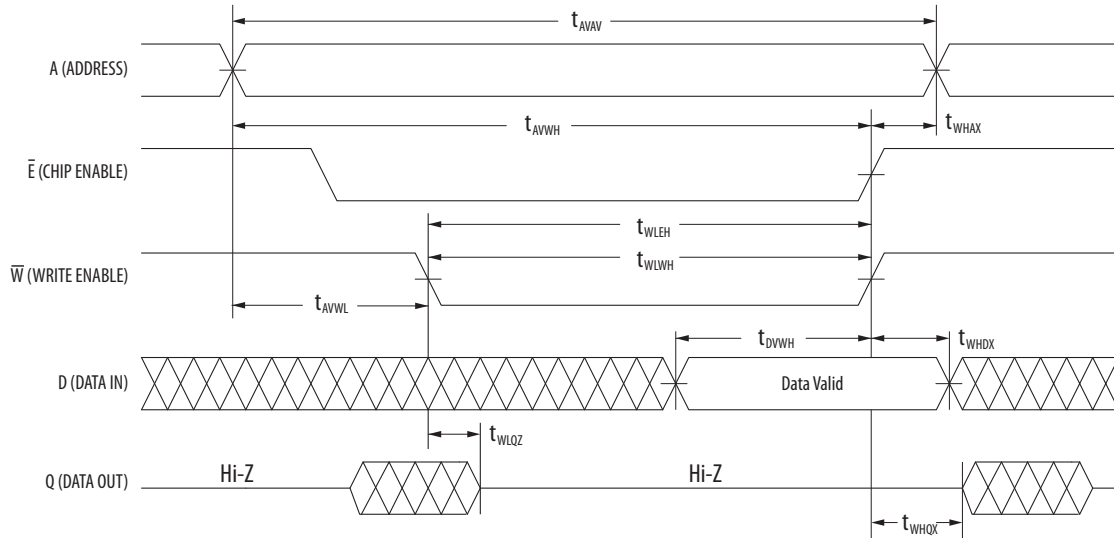 tAVAV
A (ADDRESS)
tAVWH
tWHAX
E̅ (CHIP ENABLE)
tWLEH
W̅ (WRITE ENABLE)
tWLWH
tAVWL
tDVWH
tWHDX
D (DATA IN)
Data Valid
tWLQZ
Q (DATA OUT)
Hi-Z
Hi-Z
tWHQX